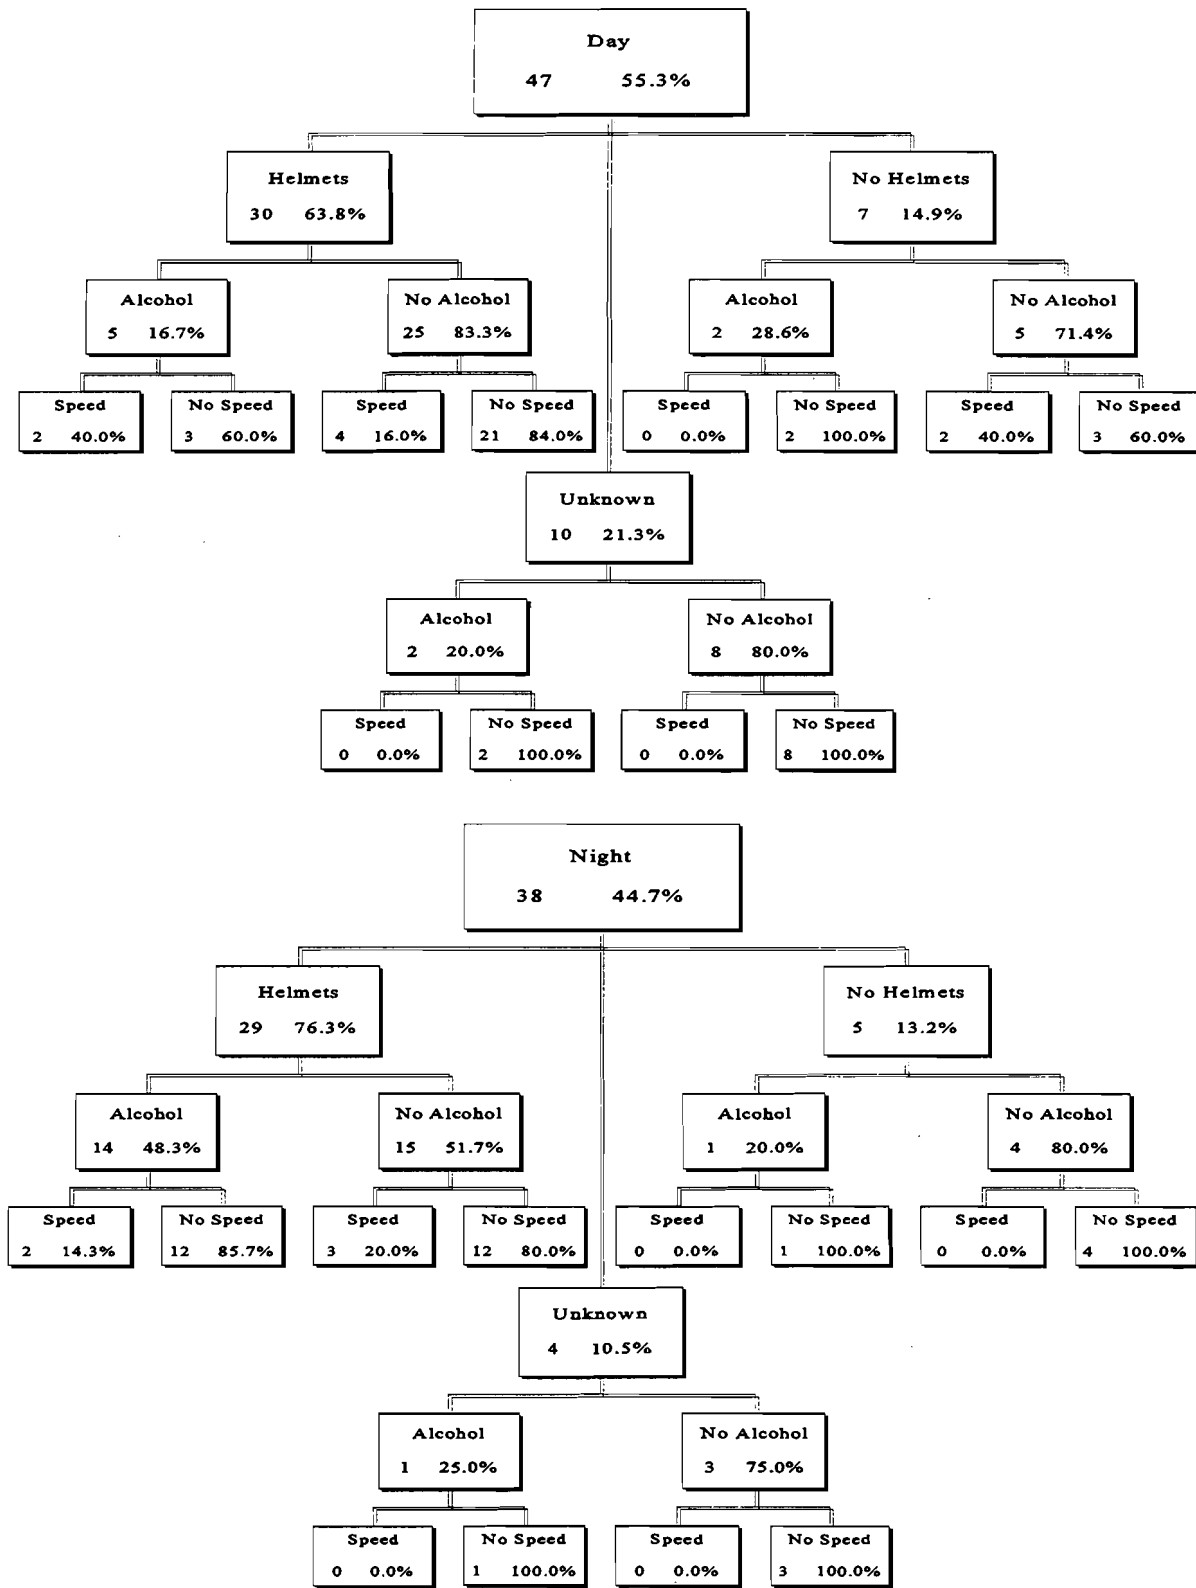 Day
47 55.3%
Helmets No Helmets
30 63.8% 7 14.9%
Alcohol No Alcohol Alcohol No Alcohol
5 16.7% 25 83.3% 2 28.6% 5 71.4%
Speed No Speed Speed No Speed Speed No Speed Speed No Speed
2 40.0% 3 60.0% 4 16.0% 21 84.0% 0 0.0% 2 100.0% 2 40.0% 3 60.0%
Unknown
10 21.3%
Alcohol No Alcohol
2 20.0% 8 80.0%
Speed No Speed Speed No Speed
0 0.0% 2 100.0% 0 0.0% 8 100.0%
Night
38 44.7%
Helmets No Helmets
29 76.3% 5 13.2%
Alcohol No Alcohol Alcohol No Alcohol
14 48.3% 15 51.7% 1 20.0% 4 80.0%
Speed No Speed Speed No Speed Speed No Speed Speed No Speed
2 14.3% 12 85.7% 3 20.0% 12 80.0% 0 0.0% 1 100.0% 0 0.0% 4 100.0%
Unknown
4 10.5%
Alcohol No Alcohol
1 25.0% 3 75.0%
Speed No Speed Speed No Speed
0 0.0% 1 100.0% 0 0.0% 3 100.0%